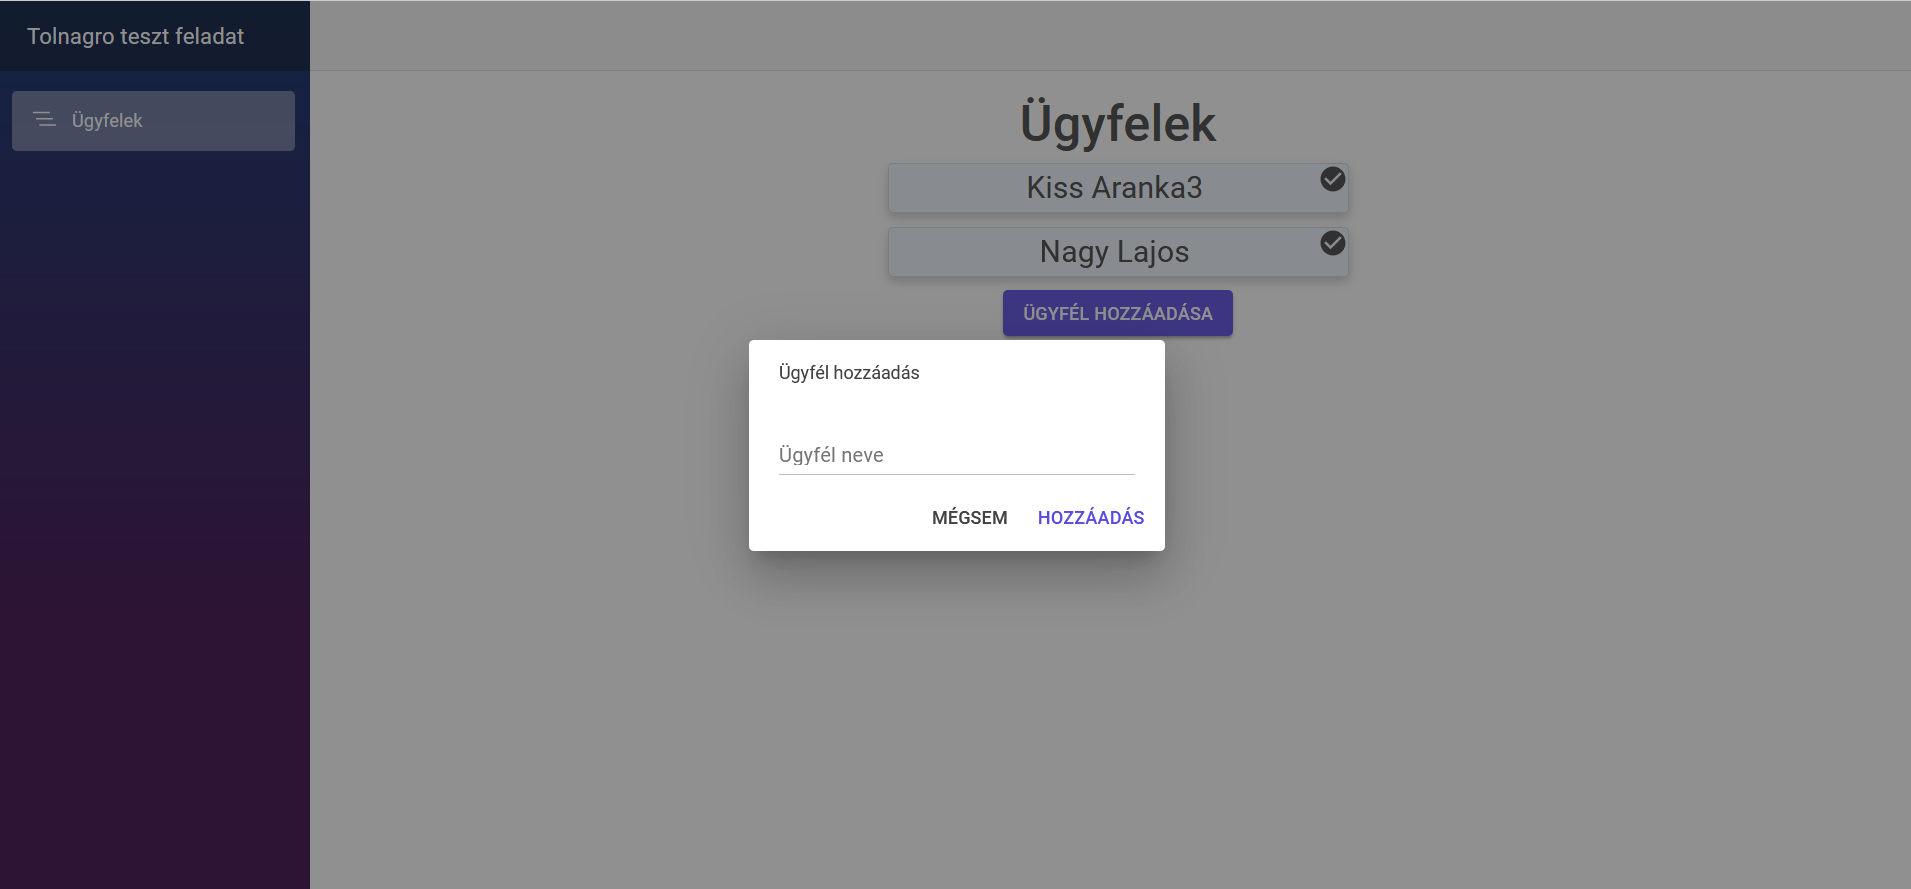 Tolnagro teszt feladat
Ügyfelek
Ügyfelek
Kiss Aranka3
Nagy Lajos
ÜGYFÉL HOZZÁADÁSA
Ügyfél hozzáadás
Ügyfél neve
MÉGSEM HOZZÁADÁS